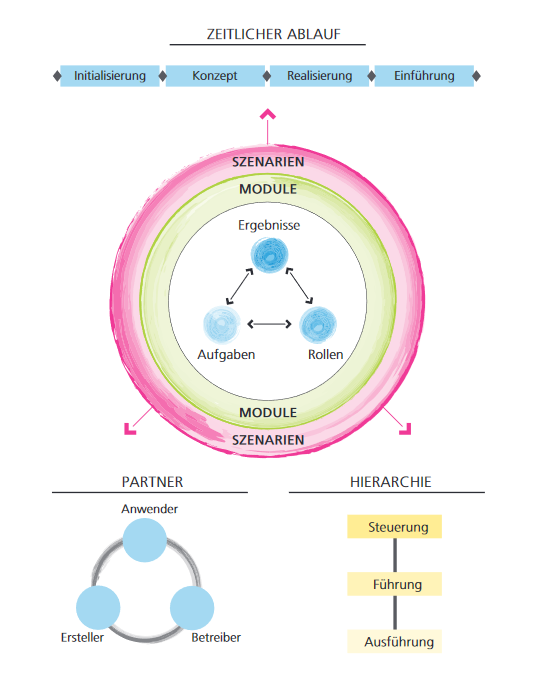 ZEITLICHER ABLAUF
Initialisierung
Konzept
Realisierung
Einführung
SZENARIEN
MODULE
Ergebnisse
Aufgaben
Rollen
MODULE
SZENARIEN
PARTNER
Anwender
Ersteller
Betreiber
HIERARCHIE
Steuerung
Führung
Ausführung